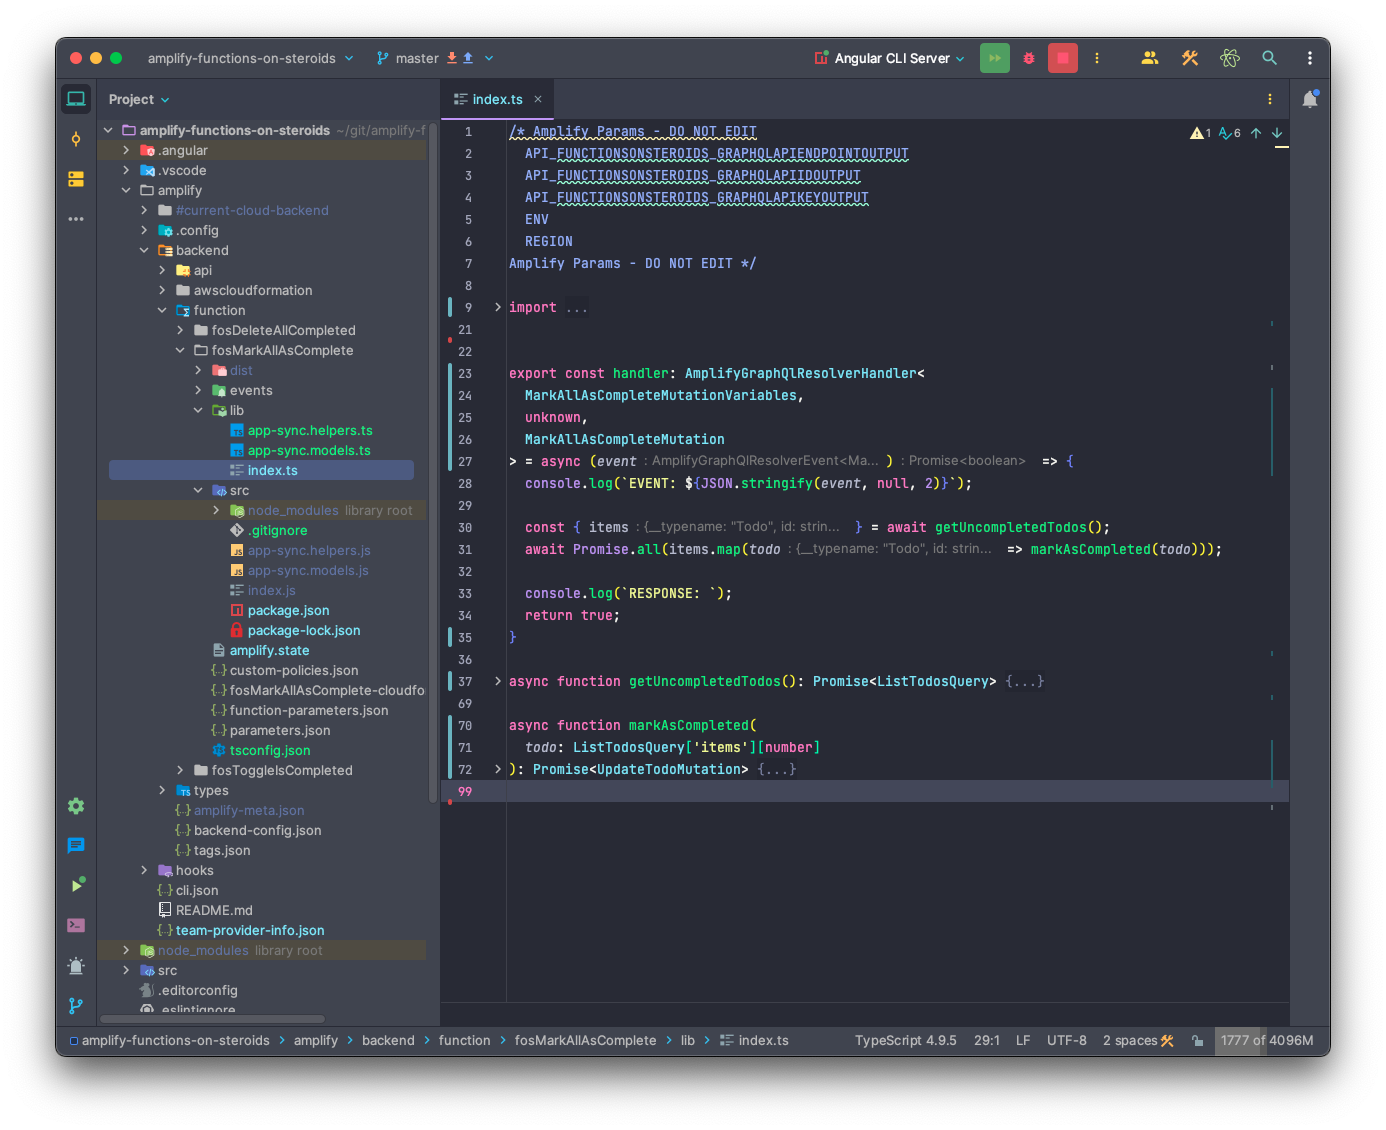 amplify-functions-on-steroids
master
Angular CLI Server
Project
index.ts
amplify-functions-on-steroids ~/git/amplify-f
.angular
.vscode
amplify
#current-cloud-backend
.config
backend
api
awscloudformation
function
fosDeleteAllCompleted
fosMarkAllAsComplete
dist
events
lib
app-sync.helpers.ts
app-sync.models.ts
index.ts
src
node_modules library root
.gitignore
app-sync.helpers.js
app-sync.models.js
index.js
package.json
package-lock.json
amplify.state
custom-policies.json
fosMarkAllAsComplete-cloudfo
function-parameters.json
parameters.json
tsconfig.json
fosToggleIsCompleted
types
amplify-meta.json
backend-config.json
tags.json
hooks
cli.json
README.md
team-provider-info.json
node_modules library root
src
.editorconfig
.eslintignore
1 6
1 /* Amplify Params - DO NOT EDIT
2 API_FUNCTIONSONSTEROIDS_GRAPHQLAPIENDPOINTOUTPUT
3 API_FUNCTIONSONSTEROIDS_GRAPHQLAPIIDOUTPUT
4 API_FUNCTIONSONSTEROIDS_GRAPHQLAPIKEYOUTPUT
5 ENV
6 REGION
7 Amplify Params - DO NOT EDIT */
8
9 import ...
21
22
23 export const handler: AmplifyGraphQlResolverHandler<
24 MarkAllAsCompleteMutationVariables,
25 unknown,
26 MarkAllAsCompleteMutation
27 > = async (event : AmplifyGraphQlResolverEvent<Ma... ) : Promise<boolean> => {
28 console.log(`EVENT: ${JSON.stringify(event, null, 2)}`);
29
30 const { items : {__typename: "Todo", id: strin... } = await getUncompletedTodos();
31 await Promise.all(items.map(todo : {__typename: "Todo", id: strin... => markAsCompleted(todo)));
32
33 console.log(`RESPONSE: `);
34 return true;
35 }
36
37 async function getUncompletedTodos(): Promise<ListTodosQuery> {...}
69
70 async function markAsCompleted(
71 todo: ListTodosQuery['items'][number]
72 ): Promise<UpdateTodoMutation> {...}
99
amplify-functions-on-steroids > amplify > backend > function > fosMarkAllAsComplete > lib > index.ts
TypeScript 4.9.5 29:1 LF UTF-8 2 spaces 1777 of 4096M